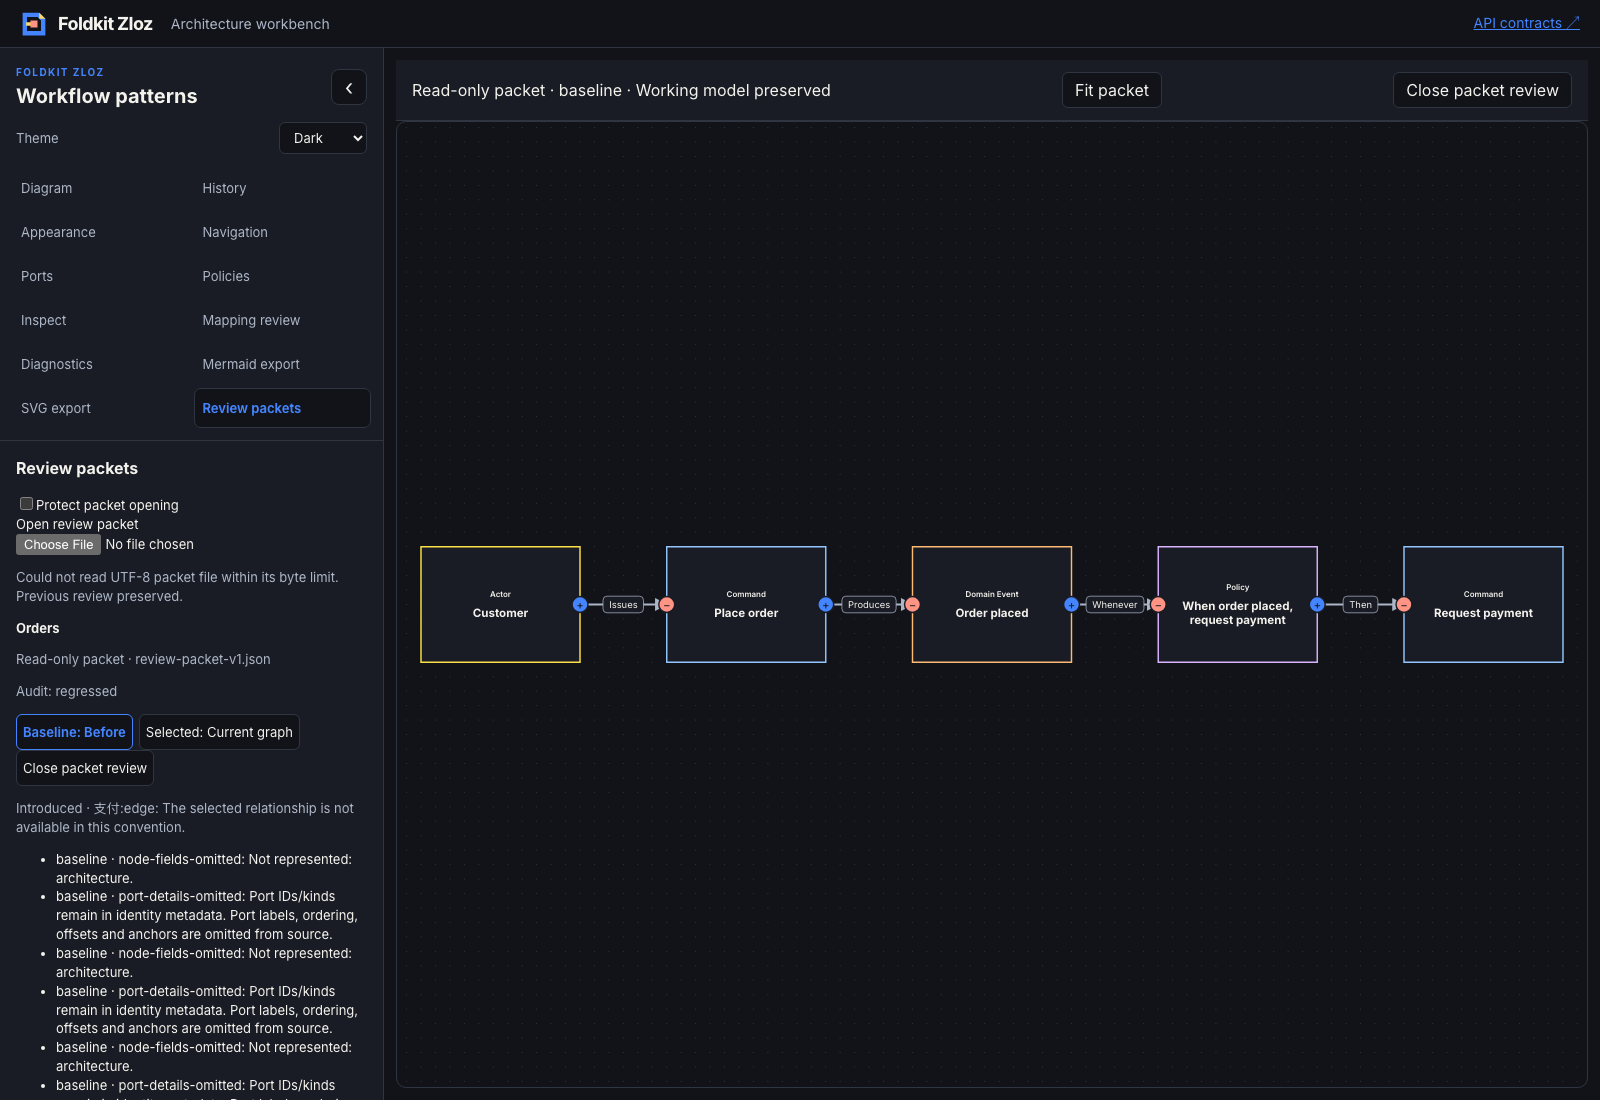 Foldkit Zloz
Architecture workbench
API contracts ↗
FOLDKIT ZLOZ
Workflow patterns
Theme
Dark
Diagram
History
Appearance
Navigation
Ports
Policies
Inspect
Mapping review
Diagnostics
Mermaid export
SVG export
Review packets
Review packets
Protect packet opening
Open review packet
Choose File No file chosen
Could not read UTF-8 packet file within its byte limit.
Previous review preserved.
Orders
Read-only packet · review-packet-v1.json
Audit: regressed
Baseline: Before
Selected: Current graph
Close packet review
Introduced · 支付:edge: The selected relationship is not
available in this convention.
• baseline · node-fields-omitted: Not represented:
architecture.
• baseline · port-details-omitted: Port IDs/kinds
remain in identity metadata. Port labels, ordering,
offsets and anchors are omitted from source.
• baseline · node-fields-omitted: Not represented:
architecture.
• baseline · port-details-omitted: Port IDs/kinds
remain in identity metadata. Port labels, ordering,
offsets and anchors are omitted from source.
• baseline · node-fields-omitted: Not represented:
architecture.
• baseline · port-details-omitted: Port IDs/kinds
Read-only packet · baseline · Working model preserved
Fit packet
Close packet review
Actor
Customer
+
Issues
−
Command
Place order
+
Produces
−
Domain Event
Order placed
+
Whenever
−
Policy
When order placed,
request payment
+
Then
−
Command
Request payment